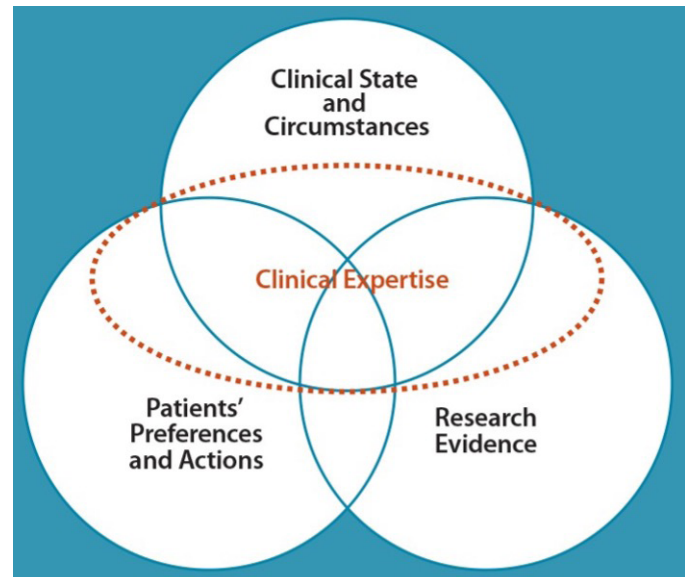 Clinical State
and
Circumstances
Clinical Expertise
Patients’
Preferences
and Actions
Research
Evidence